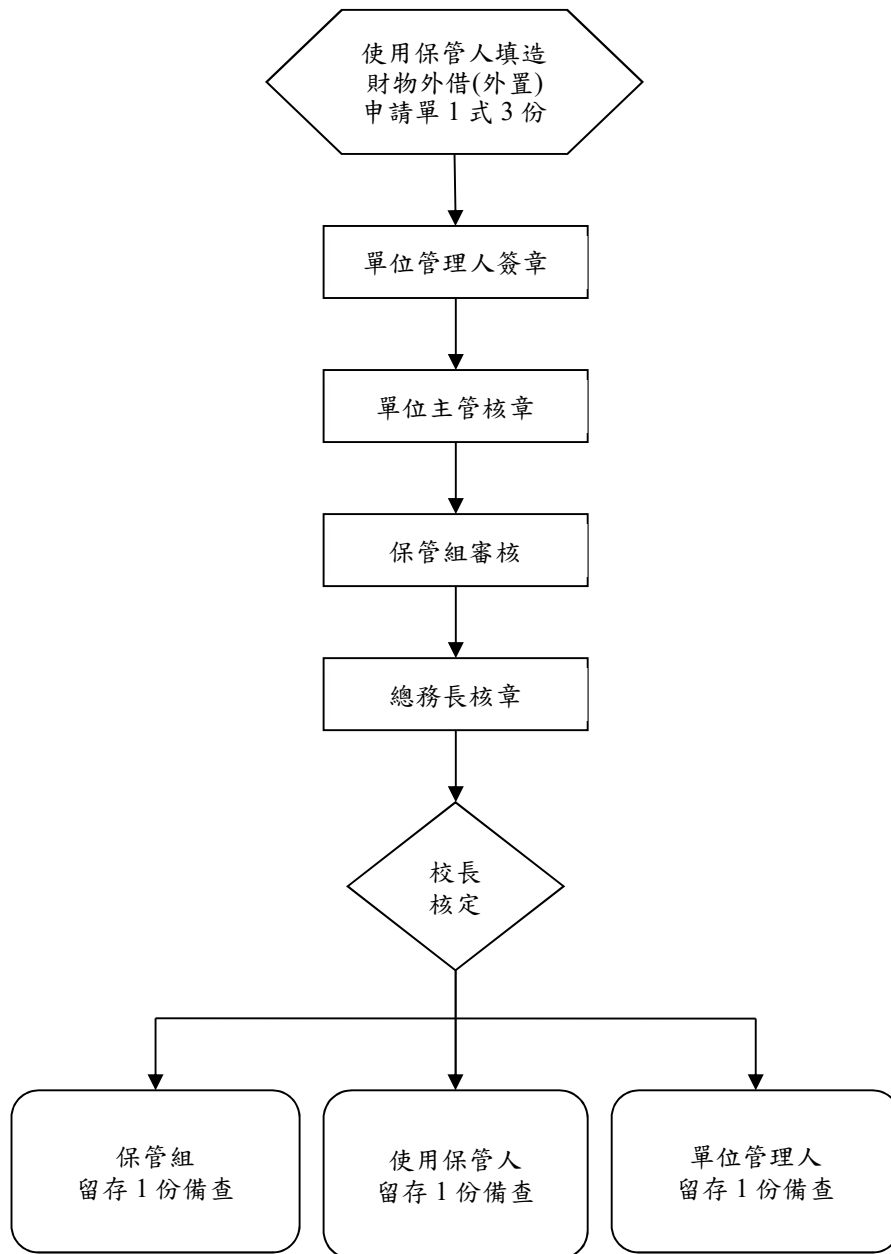 使用保管人填造
財物外借(外置)
申請單 1 式 3 份
單位管理人簽章
單位主管核章
保管組審核
總務長核章
校長
核定
保管組
留存 1 份備查
使用保管人
留存 1 份備查
單位管理人
留存 1 份備查